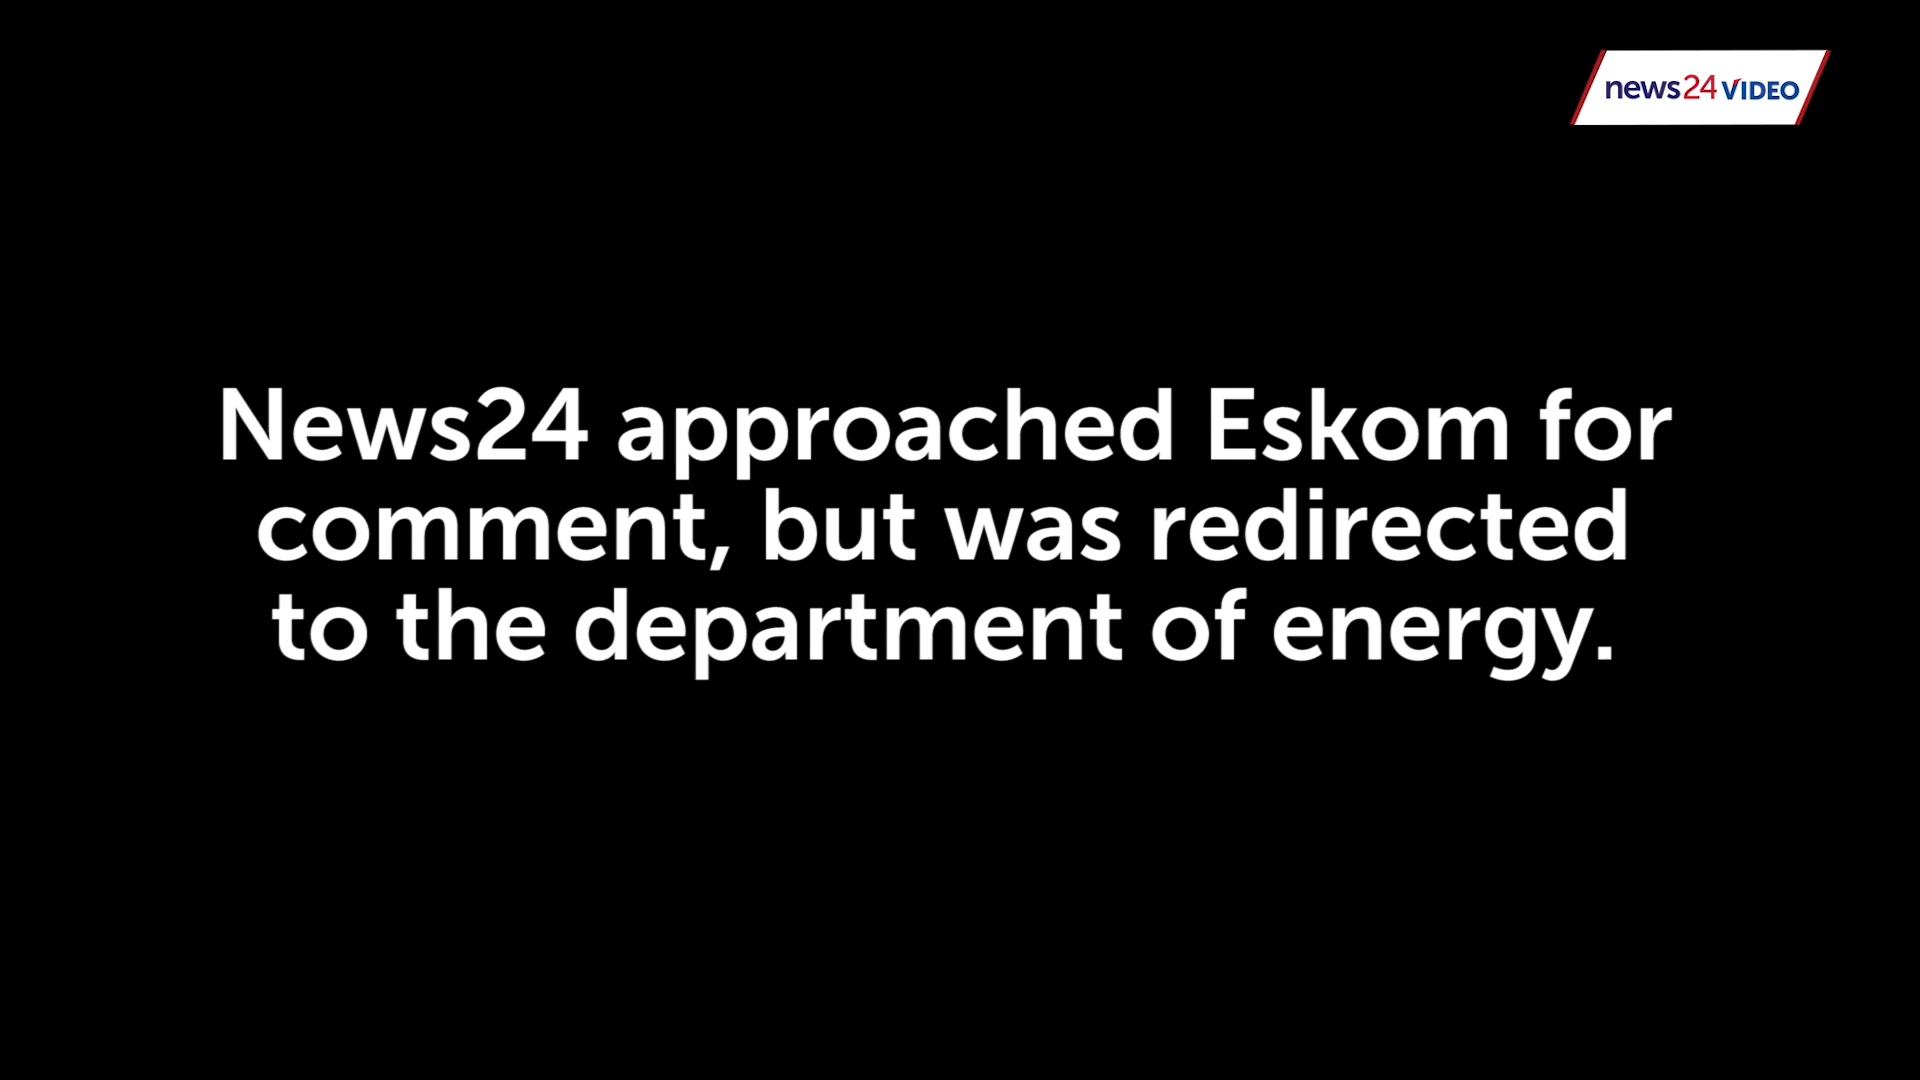 news24 VIDEO
News24 approached Eskom for
comment, but was redirected
to the department of energy.